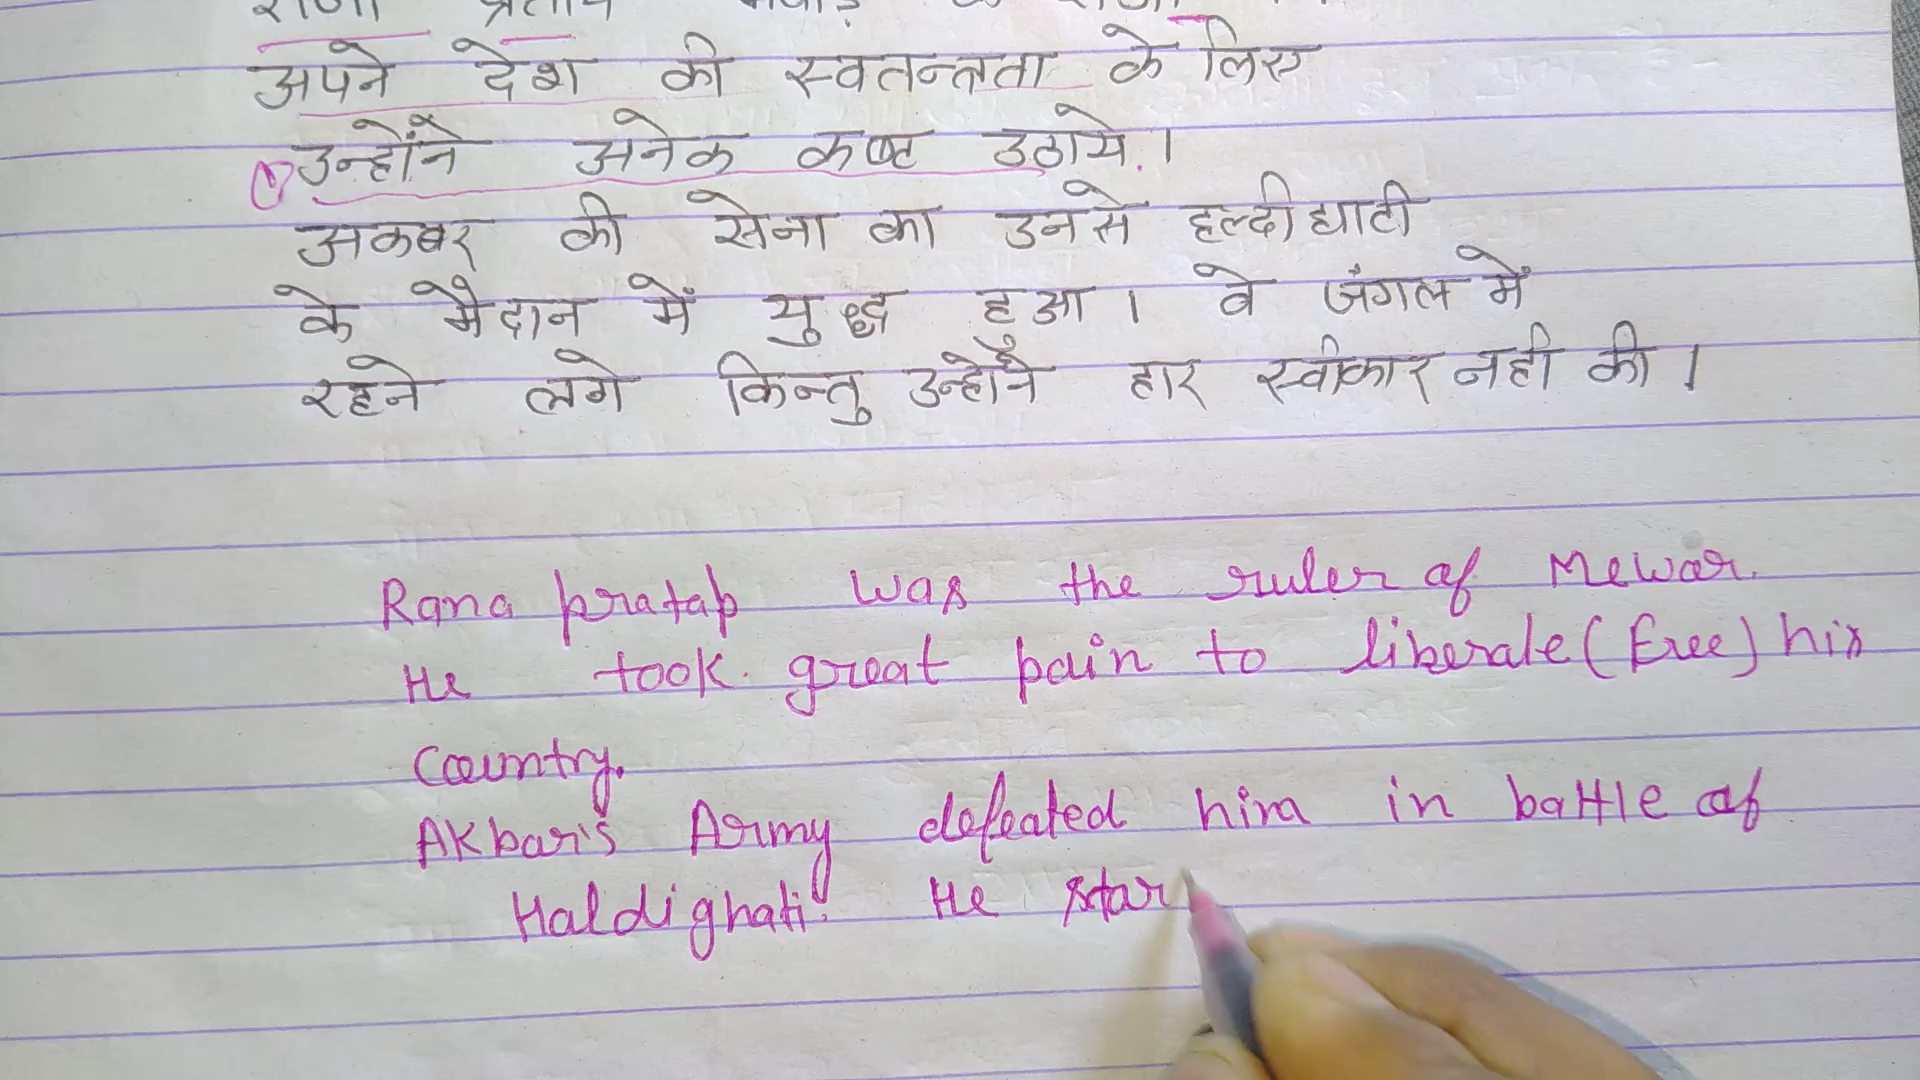 राणा प्रताप मेवाड़ के राजा
अपने देश की स्वतन्त्रता के लिए
उन्होंने अनेक कष्ट उठाये।
अकबर की सेना का उनसे हल्दीघाटी
के मैदान में युद्ध हुआ। वे जंगल में
रहने लगे किन्तु उन्होंने हार स्वीकार नही की।
Rana pratap was the ruler of Mewar.
He took great pain to liberate (free) his
Country.
Akbar's Army defeated him in battle of
Haldighati. He star